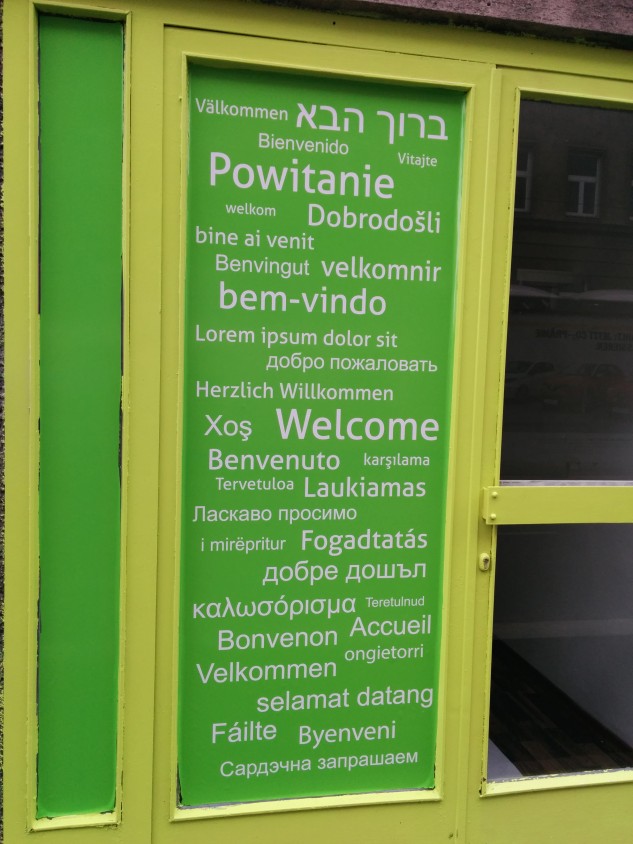 Välkommen ברוך הבא
Bienvenido
Vitajte
Powitanie
welkom Dobrodošli
bine ai venit
Benvingut velkomnir
bem-vindo
Lorem ipsum dolor sit
добро пожаловать
Herzlich Willkommen
Xoş Welcome
Benvenuto karşılama
Tervetuloa Laukiamas
Ласкаво просимо
i mirëpritur Fogadtatás
добре дошъл
καλωσόρισμα Teretulnud
Bonvenon Accueil
ongietorri
Velkommen
selamat datang
Fáilte Byenveni
Сардэчна запрашаем